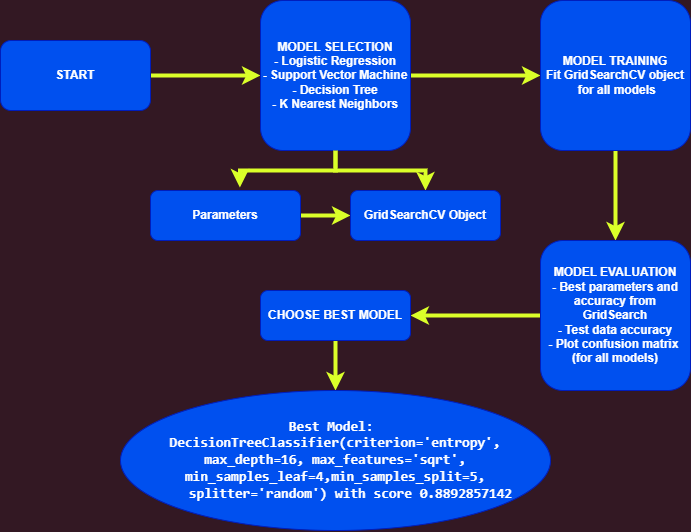 START
MODEL SELECTION
- Logistic Regression
- Support Vector Machine
- Decision Tree
- K Nearest Neighbors
MODEL TRAINING
Fit GridSearchCV object
for all models
Parameters
GridSearchCV Object
MODEL EVALUATION
- Best parameters and
accuracy from
GridSearch
- Test data accuracy
- Plot confusion matrix
(for all models)
CHOOSE BEST MODEL
Best Model:
DecisionTreeClassifier(criterion='entropy',
max_depth=16, max_features='sqrt',
min_samples_leaf=4,min_samples_split=5,
splitter='random') with score 0.8892857142